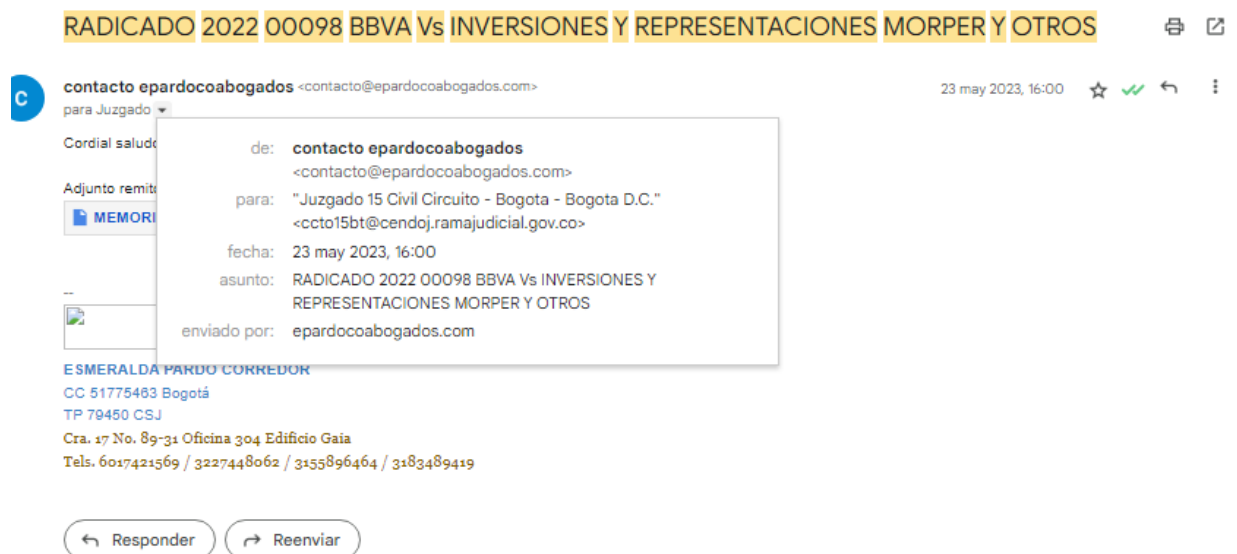 RADICADO 2022 00098 BBVA Vs INVERSIONES Y REPRESENTACIONES MORPER Y OTROS
C
contacto epardocoabogados <contacto@epardocoabogados.com>
23 may 2023, 16:00
para Juzgado
Cordial saludo
Adjunto remito
MEMORI
de: contacto epardocoabogados
<contacto@epardocoabogados.com>
para: "Juzgado 15 Civil Circuito - Bogota - Bogota D.C."
<ccto15bt@cendoj.ramajudicial.gov.co>
fecha: 23 may 2023, 16:00
asunto: RADICADO 2022 00098 BBVA Vs INVERSIONES Y
REPRESENTACIONES MORPER Y OTROS
enviado por: epardocoabogados.com
--
ESMERALDA PARDO CORREDOR
CC 51775463 Bogotá
TP 79450 CSJ
Cra. 17 No. 89-31 Oficina 304 Edificio Gaia
Tels. 6017421569 / 3227448062 / 3155896464 / 3183489419
Responder
Reenviar